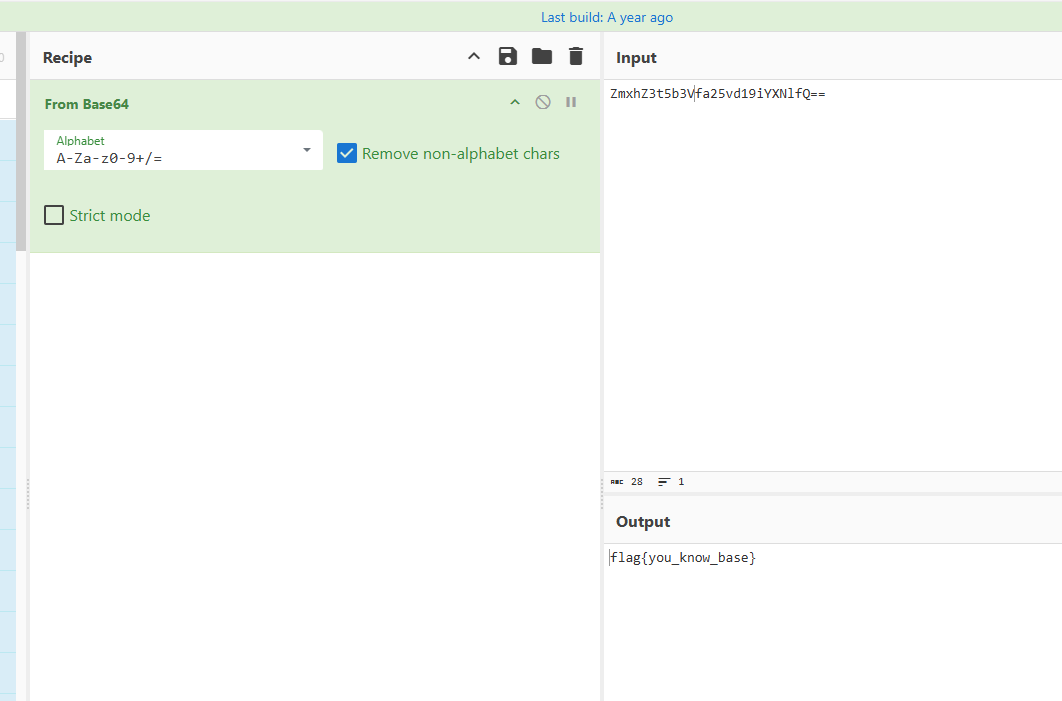 Last build: A year ago
Recipe
Input
From Base64
ZmxhZ3t5b3Vfa25vd19iYXNlfQ==
Alphabet
A-Za-z0-9+/=
Remove non-alphabet chars
Strict mode
ABC 28 1
Output
flag{you_know_base}